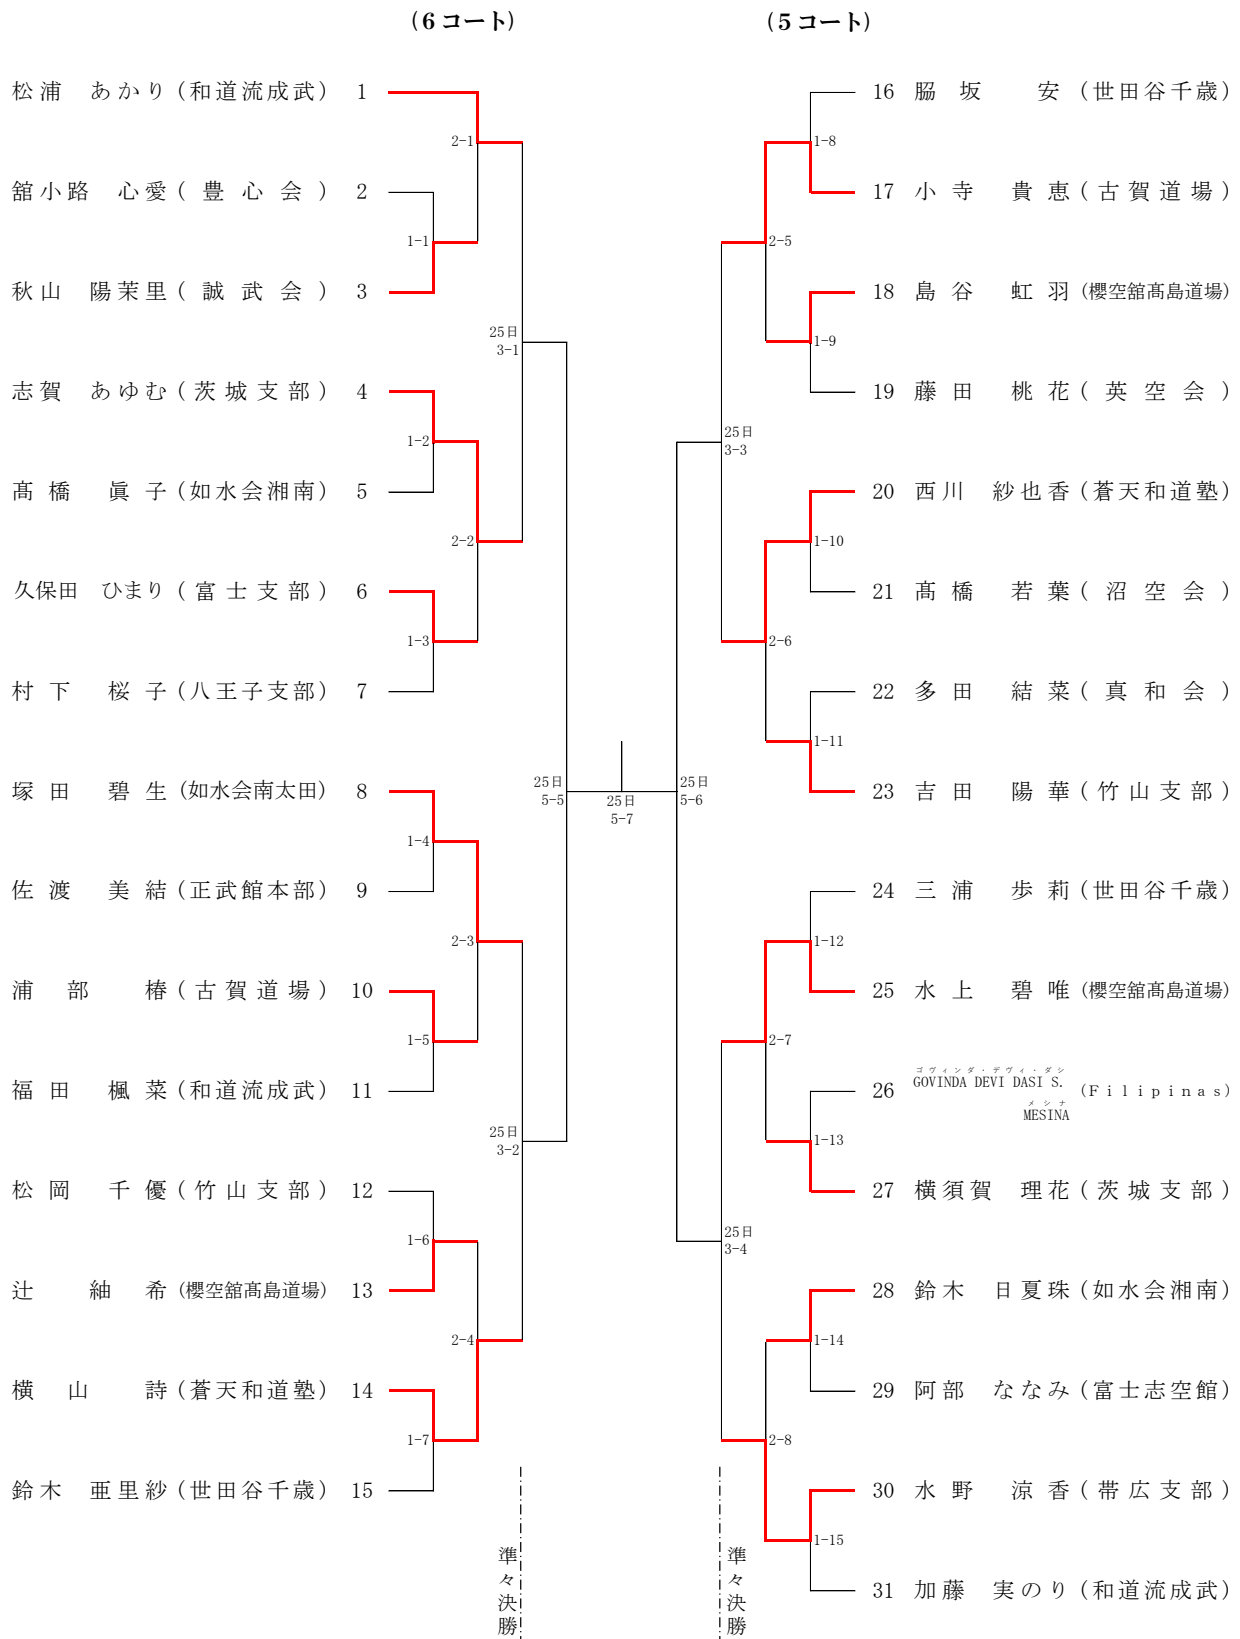 (6コート)
松浦 あかり(和道流成武) 1
2-1
舘小路 心愛(豊心会) 2
1-1
秋山 陽茉里(誠武会) 3
25日
3-1
志賀 あゆむ(茨城支部) 4
1-2
髙橋 眞子(如水会湘南) 5
2-2
久保田 ひまり(富士支部) 6
1-3
村下 桜子(八王子支部) 7
25日
5-5
塚田 碧生(如水会南太田) 8
1-4
佐渡 美結(正武館本部) 9
2-3
浦部 椿(古賀道場) 10
1-5
福田 楓菜(和道流成武) 11
25日
3-2
松岡 千優(竹山支部) 12
1-6
辻 紬希(櫻空舘髙島道場) 13
2-4
横山 詩(蒼天和道塾) 14
1-7
鈴木 亜里紗(世田谷千歳) 15
準々決勝
25日
5-7
(5コート)
16 脇坂 安(世田谷千歳)
1-8
17 小寺 貴恵(古賀道場)
2-5
18 島谷 虹羽(櫻空舘髙島道場)
1-9
19 藤田 桃花(英空会)
25日
3-3
20 西川 紗也香(蒼天和道塾)
1-10
21 髙橋 若葉(沼空会)
2-6
22 多田 結菜(真和会)
1-11
23 吉田 陽華(竹山支部)
25日
5-6
24 三浦 歩莉(世田谷千歳)
1-12
25 水上 碧唯(櫻空舘髙島道場)
2-7
ゴヴィンダ・デヴィ・ダシ
26 GOVINDA DEVI DASI S. (Filipinas)
メシナ
MESINA
1-13
27 横須賀 理花(茨城支部)
25日
3-4
28 鈴木 日夏珠(如水会湘南)
1-14
29 阿部 ななみ(富士志空館)
2-8
30 水野 涼香(帯広支部)
1-15
31 加藤 実のり(和道流成武)
準々決勝